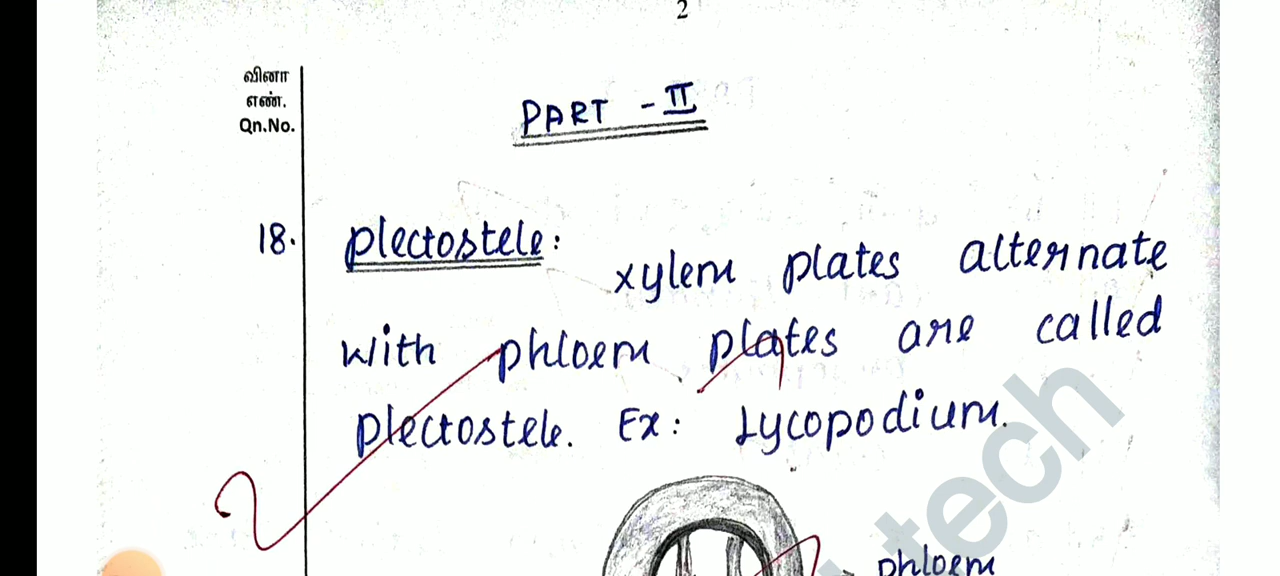 2
வினா
எண்.
Qn.No.
PART - II
18.
plectostele:
xylem plates alternate
with phloem plates are called
plectostele. Ex: Lycopodium.
2
phloem
tech